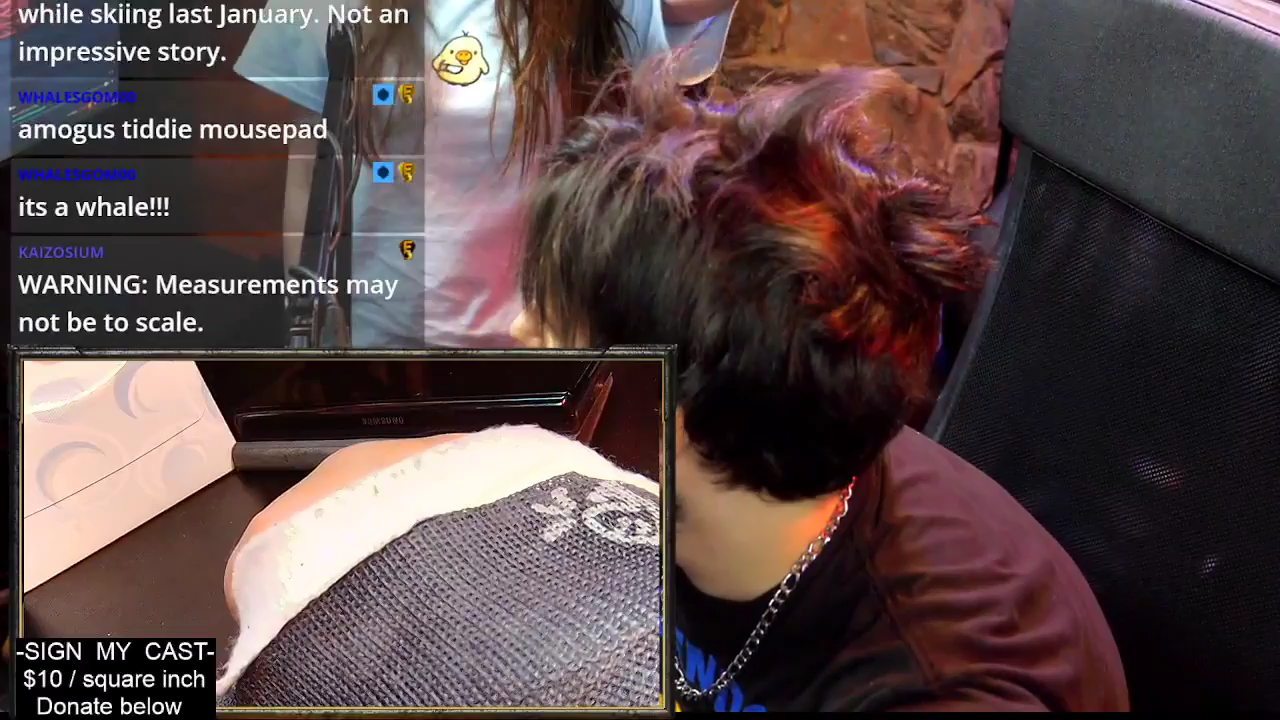 while skiing last January. Not an
impressive story.
WHALESGOM00
amogus tiddie mousepad
WHALESGOM00
its a whale!!!
KAIZOSIUM
WARNING: Measurements may
not be to scale.
SAMSUNG
-SIGN MY CAST-
$10 / square inch
Donate below